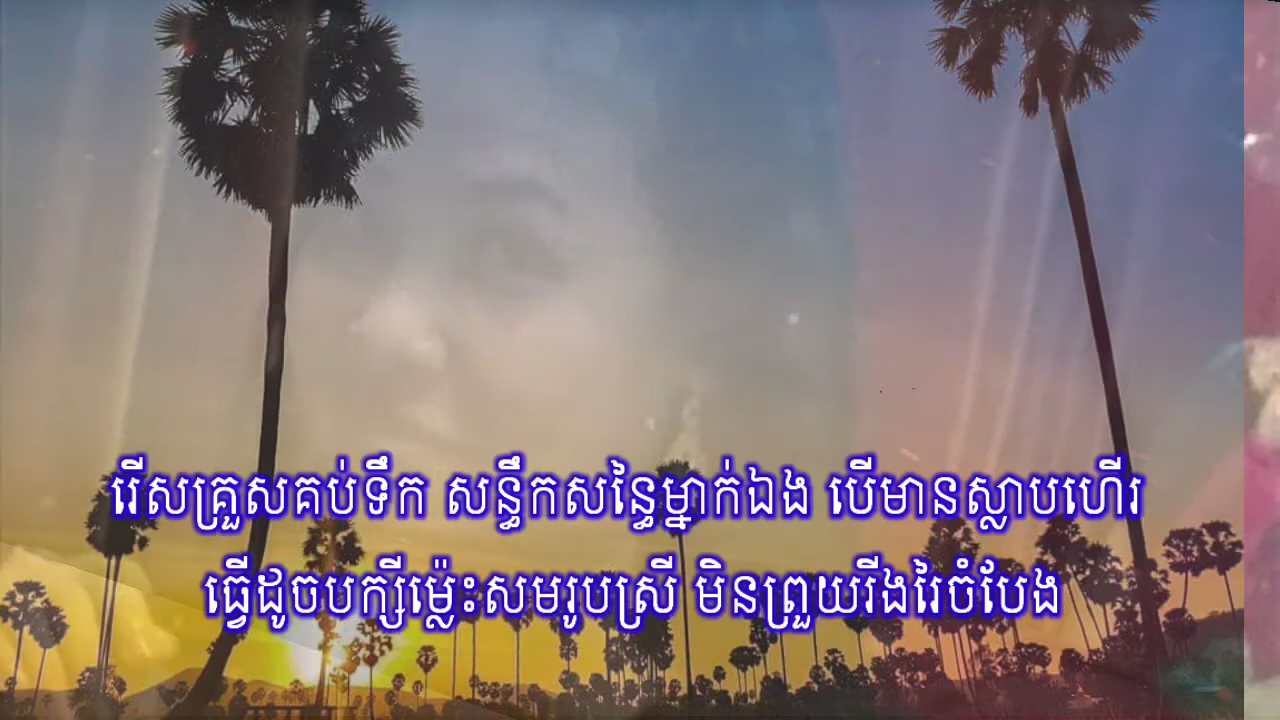 រើសគ្រួសគប់ទឹក សន្ធឹកសន្ធៃម្នាក់ឯង បើមានស្លាបហើរ
ធ្វើដូចបក្សីម្ល៉េះសមរូបស្រី មិនព្រួយរីងរៃចំបែង